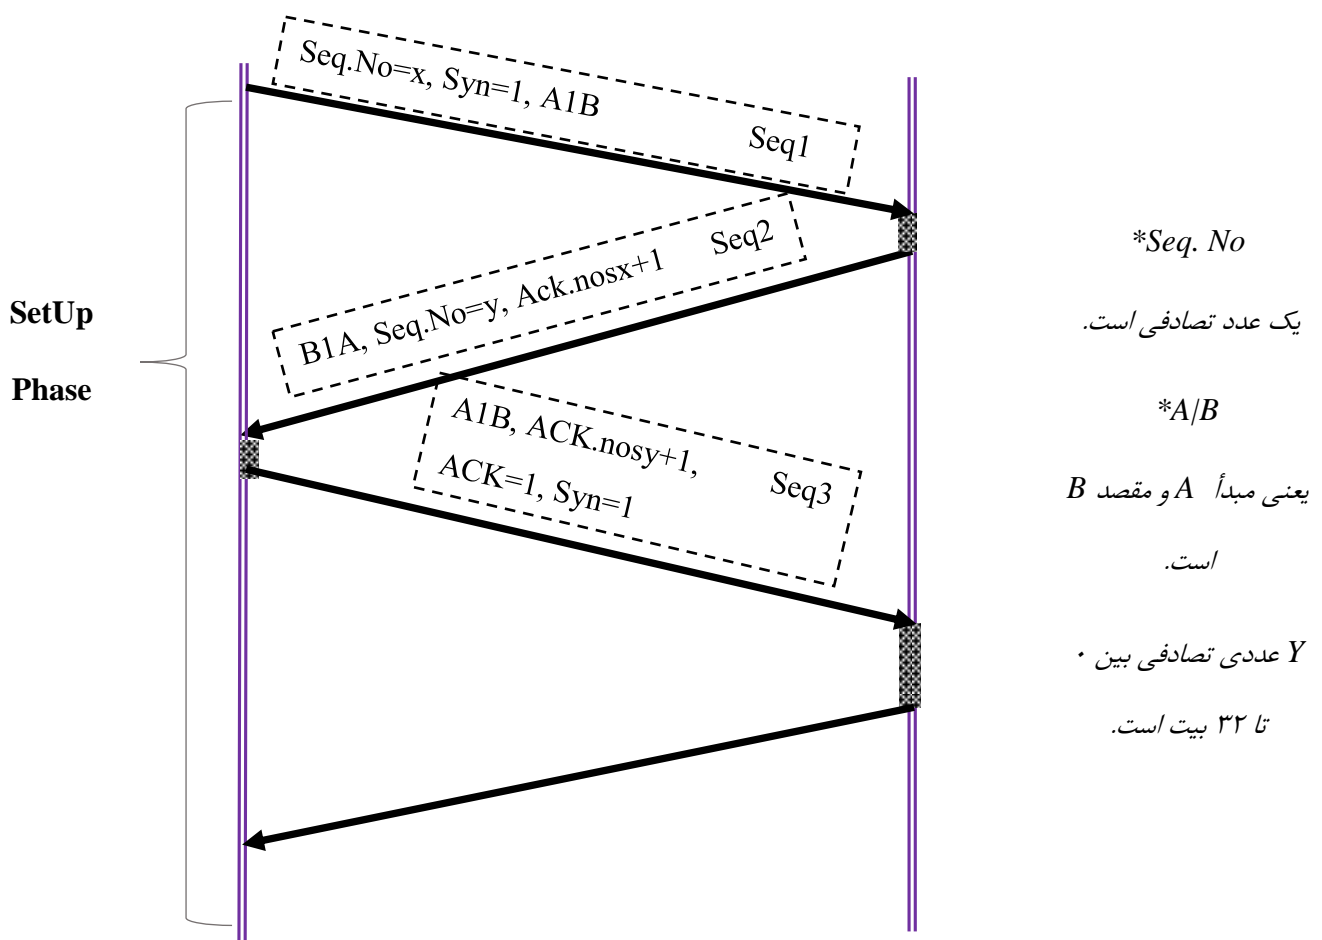 Seq.No=x, Syn=1, A1B
Seq1
B1A, Seq.No=y, Ack.nosx+1
Seq2
A1B, ACK.nosy+1,
ACK=1, Syn=1
Seq3
SetUp
Phase
*Seq. No
یک عدد تصادفی است.
*A/B
یعنی مبدأ A و مقصد B
است.
Y عددی تصادفی بین ۰
تا ۳۲ بیت است.